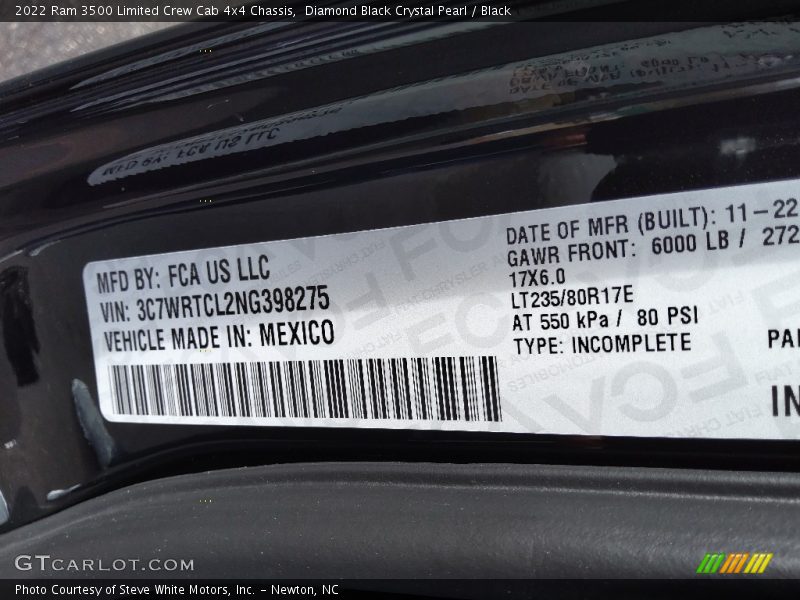 2022 Ram 3500 Limited Crew Cab 4x4 Chassis, Diamond Black Crystal Pearl / Black
MFD BY: FCA US LLC
VIN: 3C7WRTCL2NG398275
VEHICLE MADE IN: MEXICO
DATE OF MFR (BUILT): 11-22
GAWR FRONT: 6000 LB / 272
17X6.0
LT235/80R17E
AT 550 kPa / 80 PSI
TYPE: INCOMPLETE
PAI
IN
GTCARLOT.COM
Photo Courtesy of Steve White Motors, Inc. – Newton, NC